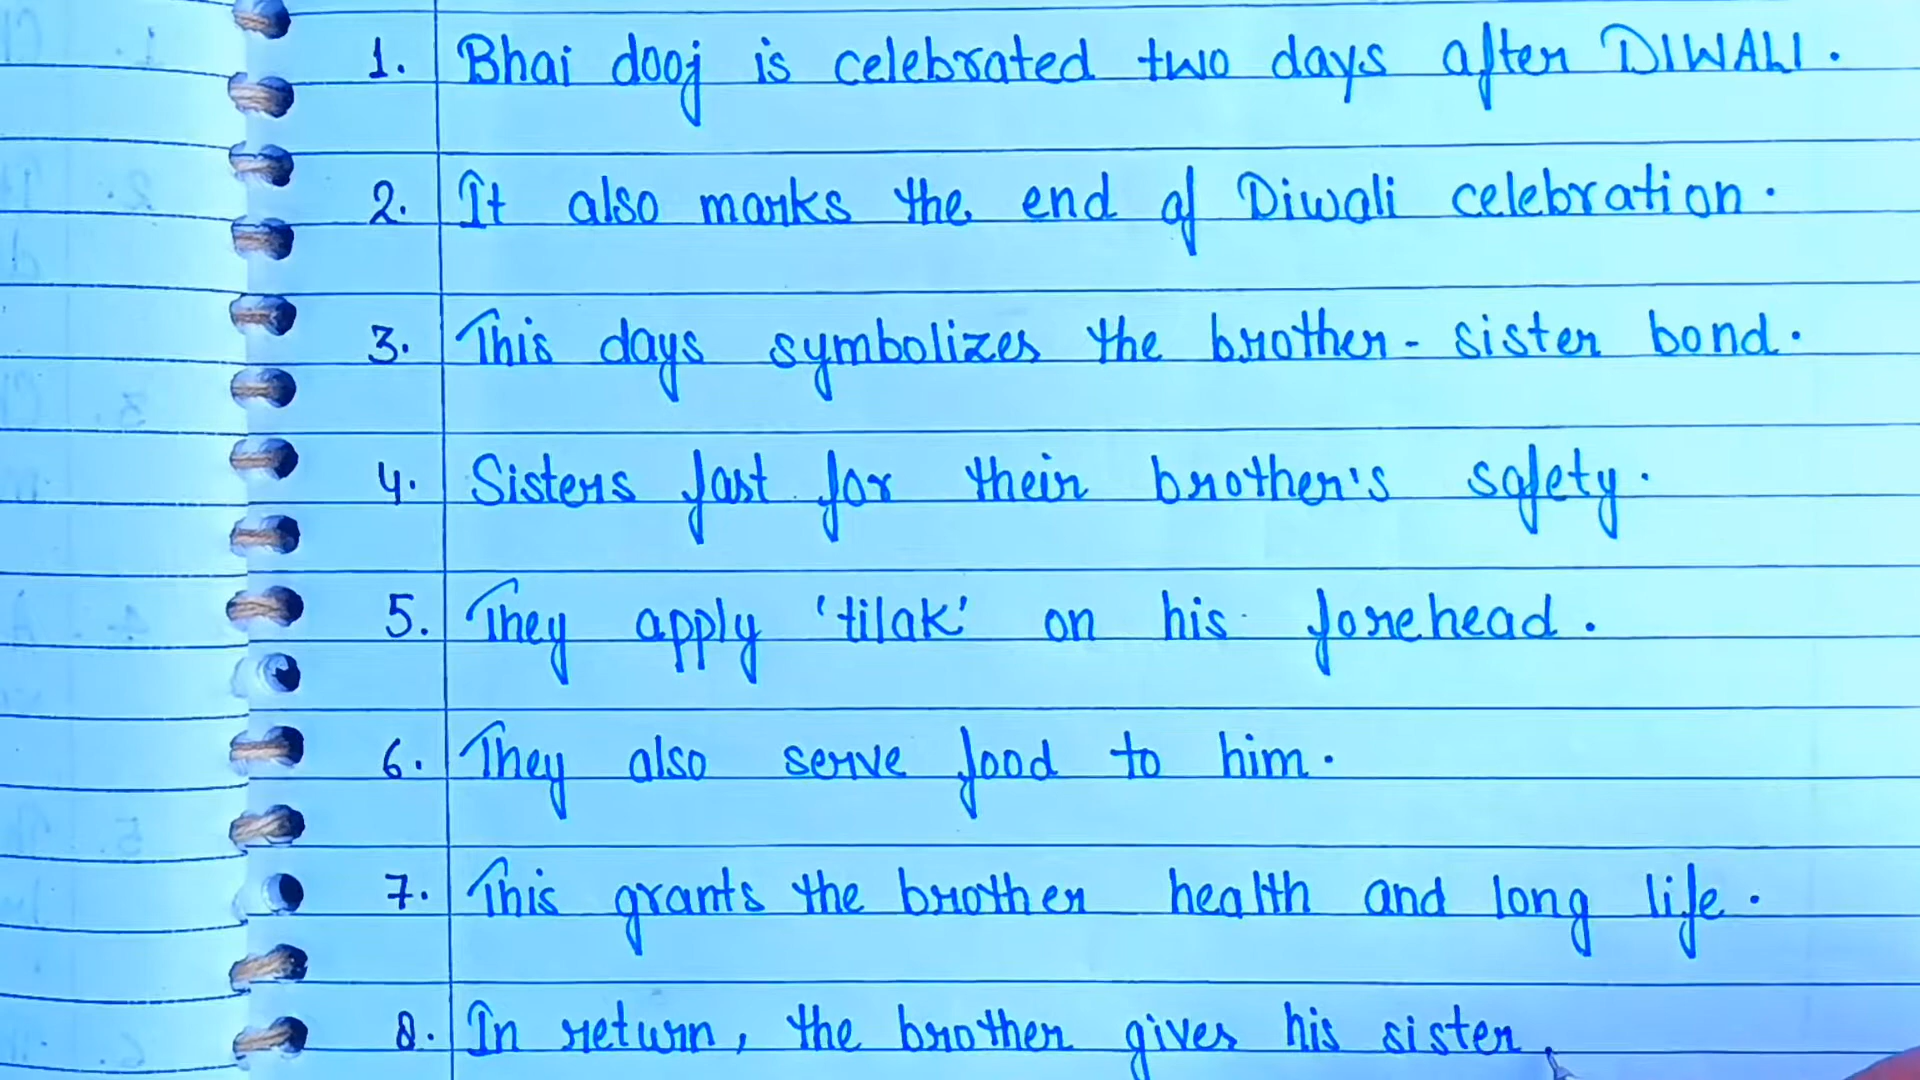 1. Bhai dooj is celebrated two days after DIWALI.
2. It also marks the end of Diwali celebration.
3. This days symbolizes the brother-sister bond.
4. Sisters fast for their brother's safety.
5. They apply 'tilak' on his forehead.
6. They also serve food to him.
7. This grants the brother health and long life.
8. In return, the brother gives his sister